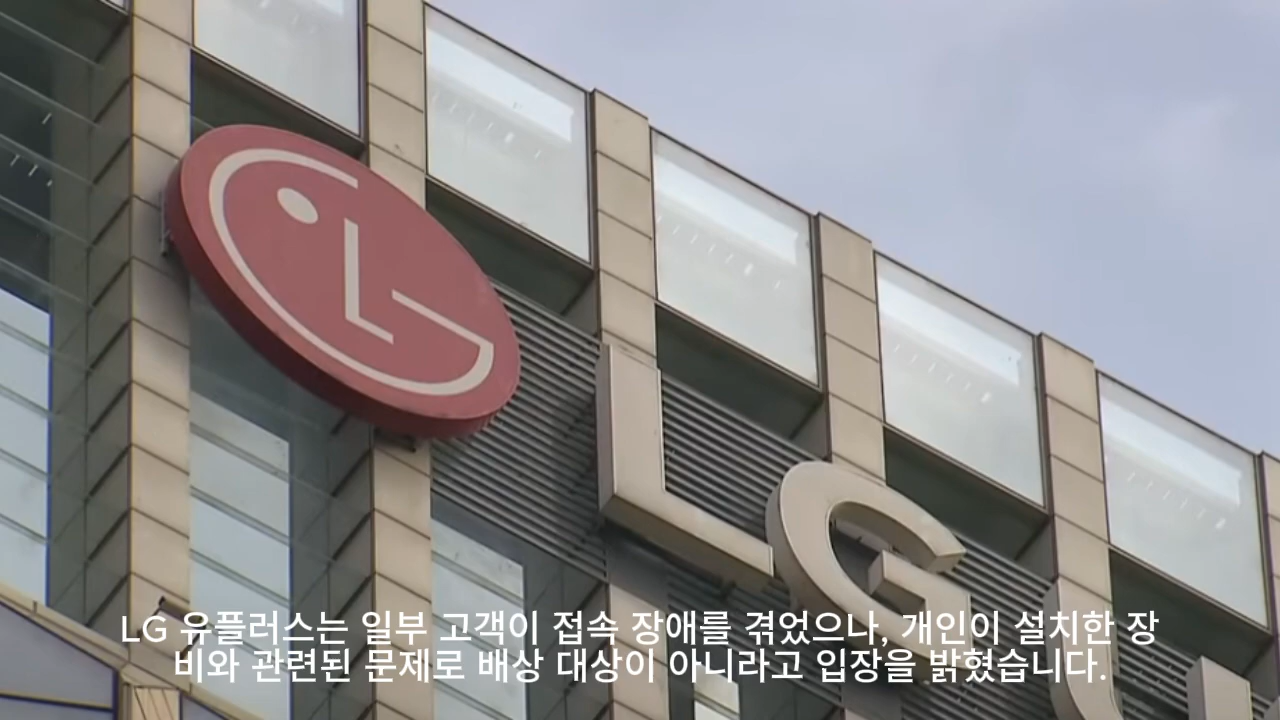 LG U
LG 유플러스는 일부 고객이 접속 장애를 겪었으나, 개인이 설치한 장
비와 관련된 문제로 배상 대상이 아니라고 입장을 밝혔습니다.